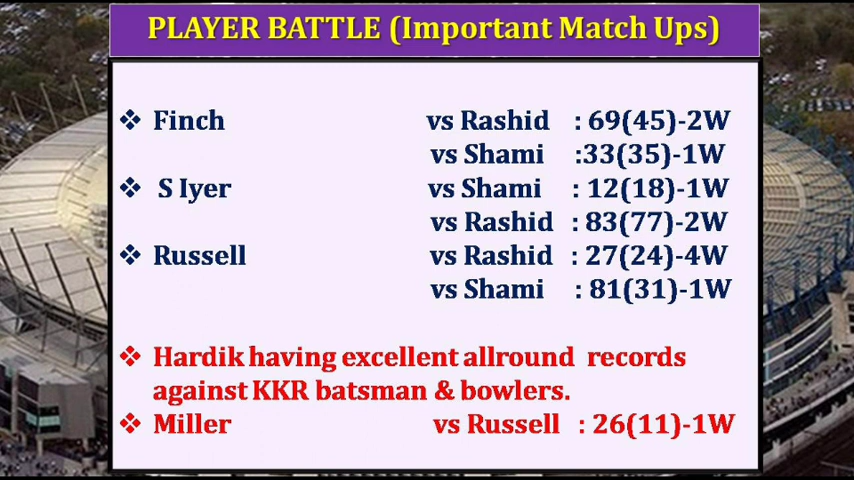 PLAYER BATTLE (Important Match Ups)
❖ Finch vs Rashid : 69(45)-2W
vs Shami :33(35)-1W
❖ S Iyer vs Shami : 12(18)-1W
vs Rashid : 83(77)-2W
❖ Russell vs Rashid : 27(24)-4W
vs Shami : 81(31)-1W
❖ Hardik having excellent allround records
against KKR batsman & bowlers.
❖ Miller vs Russell : 26(11)-1W